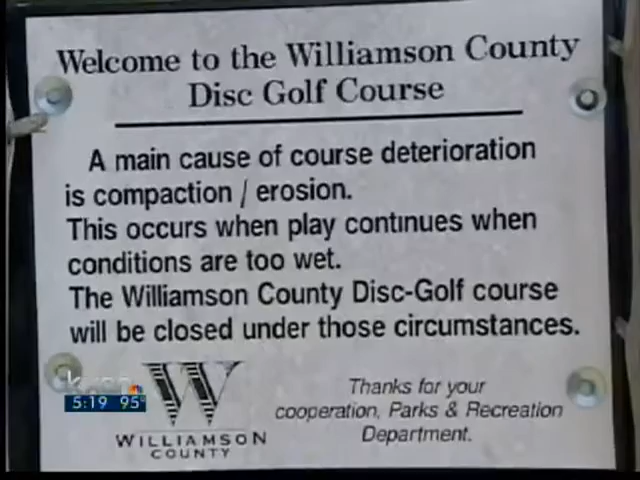 Welcome to the Williamson County
Disc Golf Course
A main cause of course deterioration
is compaction / erosion.
This occurs when play continues when
conditions are too wet.
The Williamson County Disc-Golf course
will be closed under those circumstances.
W
WILLIAMSON
COUNTY
Thanks for your
cooperation, Parks & Recreation
Department.
5:19 95°